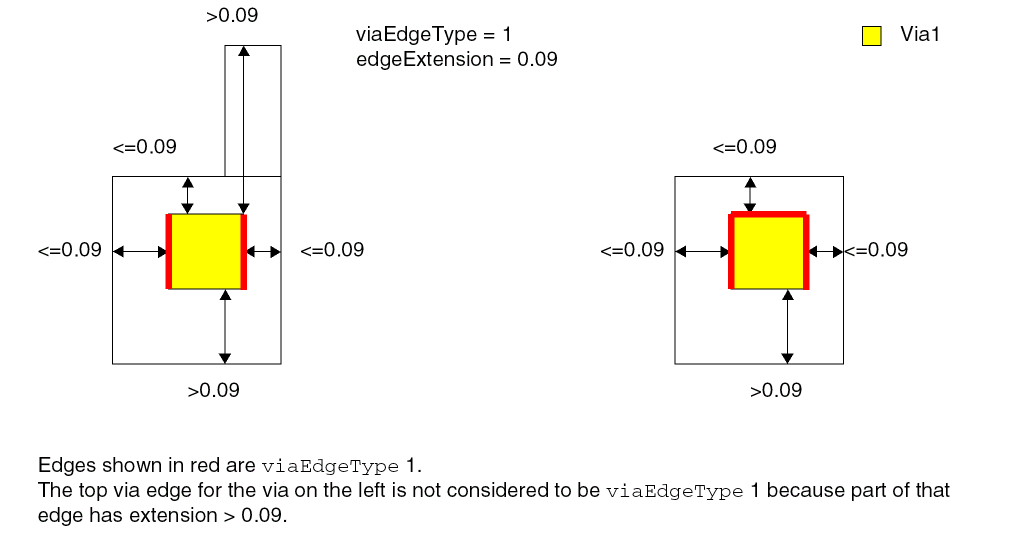 >0.09
viaEdgeType = 1
edgeExtension = 0.09
Via1
<=0.09
<=0.09
<=0.09
<=0.09
<=0.09
<=0.09
>0.09
>0.09
Edges shown in red are viaEdgeType 1.
The top via edge for the via on the left is not considered to be viaEdgeType 1 because part of that
edge has extension > 0.09.